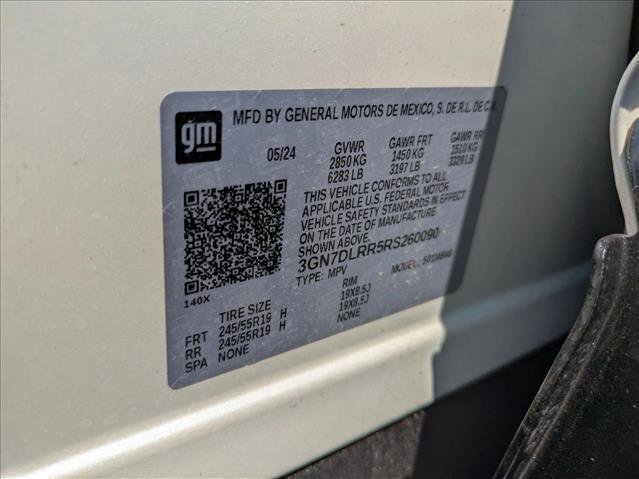 gm
MFD BY GENERAL MOTORS DE MEXICO, S. DE R.L. DE C.V.
05/24 GVWR GAWR FRT GAWR RR
2850 KG 1450 KG 1510 KG
6283 LB 3197 LB 3329 LB
THIS VEHICLE CONFORMS TO ALL
APPLICABLE U.S. FEDERAL MOTOR
VEHICLE SAFETY STANDARDS IN EFFECT
ON THE DATE OF MANUFACTURE
SHOWN ABOVE.
3GN7DLRR5RS260090
TYPE: MPV MODEL:
140X
TIRE SIZE RIM
FRT 245/55R19 H 19X8.5J
RR 245/55R19 H 19X8.5J
SPA NONE NONE